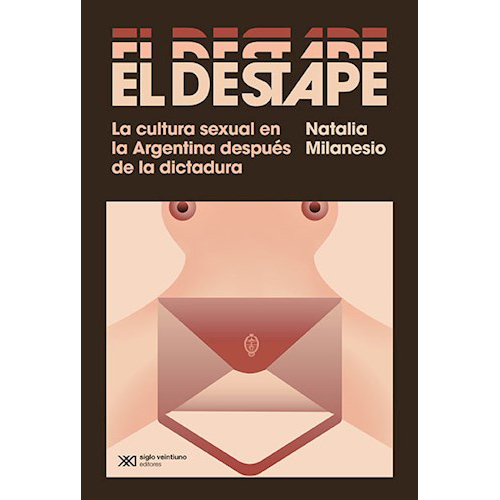 EL DESTAPE
La cultura sexual en
la Argentina después
de la dictadura
Natalia
Milanesio
siglo veintiuno
editores